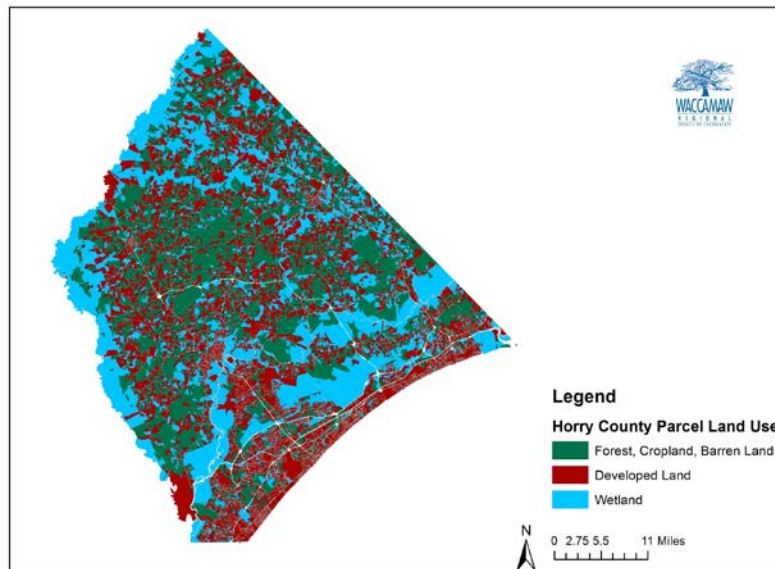 WACCAMAW
REGIONAL
Legend
Horry County Parcel Land Use
Forest, Cropland, Barren Land
Developed Land
Wetland
N
0 2.75 5.5 11 Miles